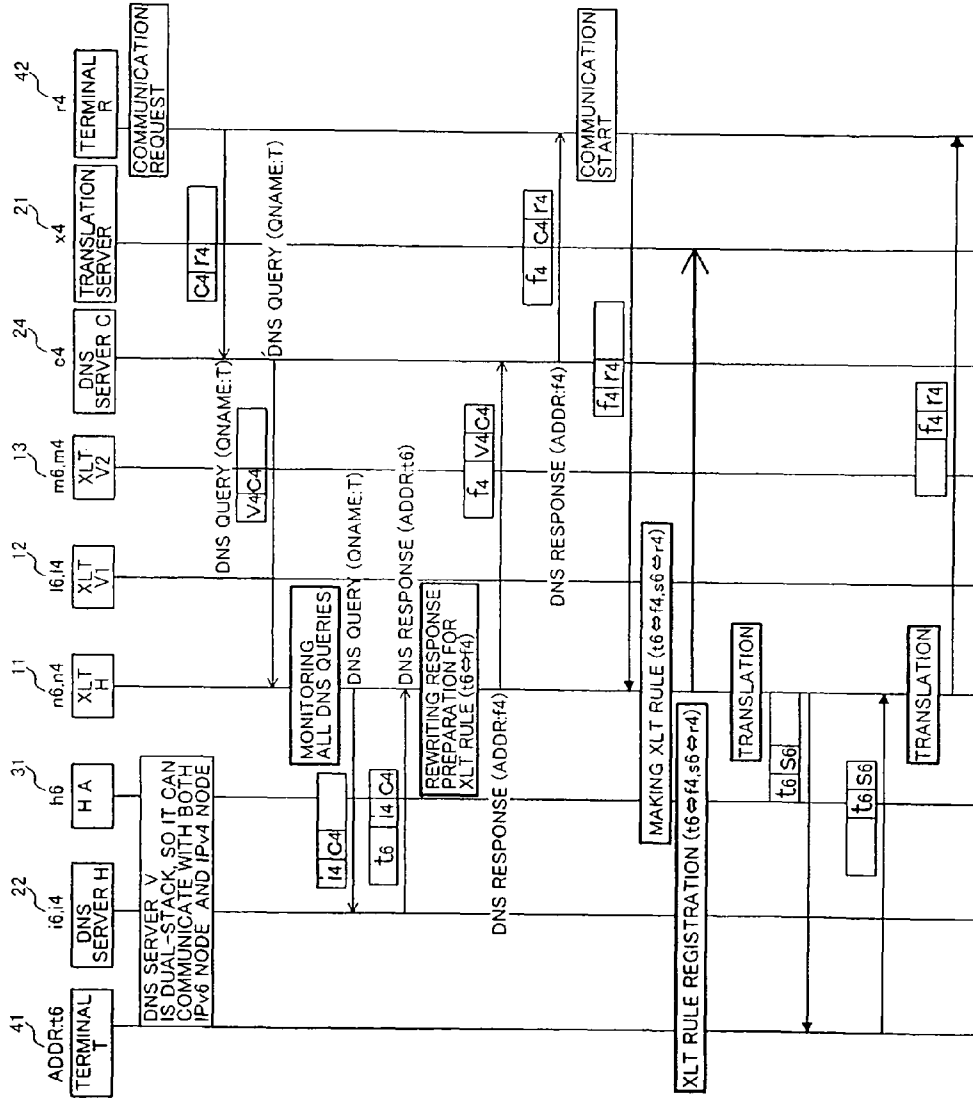 41
ADDR:t6
TERMINAL
T
22
i6,i4
DNS
SERVER H
31
h6
H A
11
n6,r4
XLT
H
12
l6,l4
XLT
V1
13
m6,m4
XLT
V2
24
c4
DNS
SERVER C
21
x4
TRANSLATION
SERVER
42
r4
TERMINAL
R
DNS SERVER V
IS DUAL-STACK, SO IT CAN
COMMUNICATE WITH BOTH
IPv6 NODE AND IPv4 NODE
COMMUNICATION
REQUEST
C4 r4
DNS QUERY (QNAME:T)
DNS QUERY (QNAME:T)
V4 C4
MONITORING
ALL DNS QUERIES
i4 C4
DNS QUERY (QNAME:T)
t6 i4 C4
DNS RESPONSE (ADDR:t6)
REWRITING RESPONSE
PREPARATION FOR
XLT RULE (t6⇔f4)
f4 V4 C4
DNS RESPONSE (ADDR:f4)
f4 C4 r4
DNS RESPONSE (ADDR:f4)
COMMUNICATION
START
f4 r4
MAKING XLT RULE (t6⇔f4,s6⇔r4)
XLT RULE REGISTRATION (t6⇔f4,s6⇔r4)
TRANSLATION
t6 S6
t6 S6
TRANSLATION
f4 r4